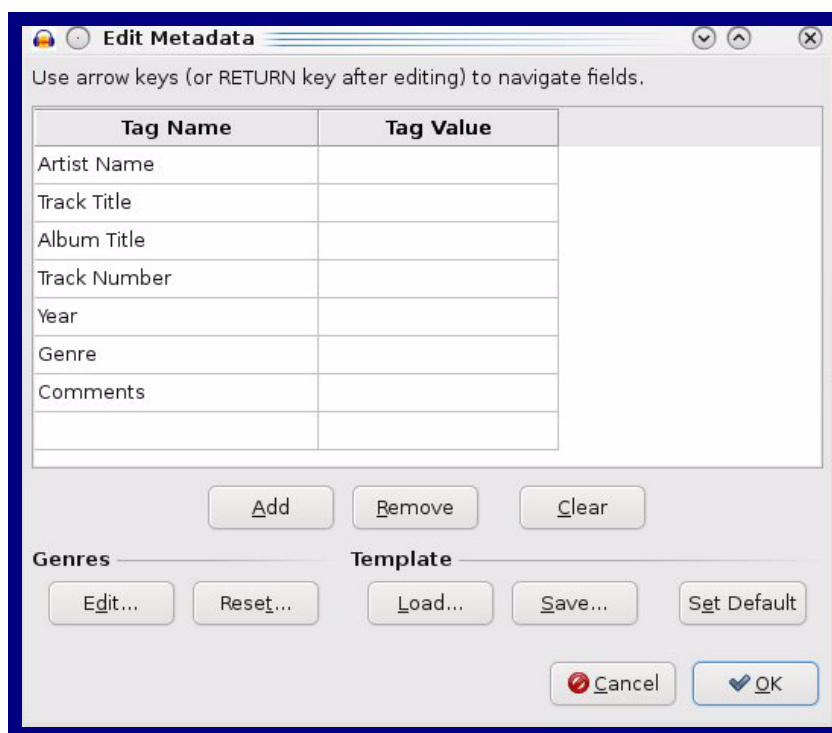 Edit Metadata
Use arrow keys (or RETURN key after editing) to navigate fields.
Tag Name Tag Value
Artist Name
Track Title
Album Title
Track Number
Year
Genre
Comments
Add Remove Clear
Genres Template
Edit... Reset... Load... Save... Set Default
Cancel OK